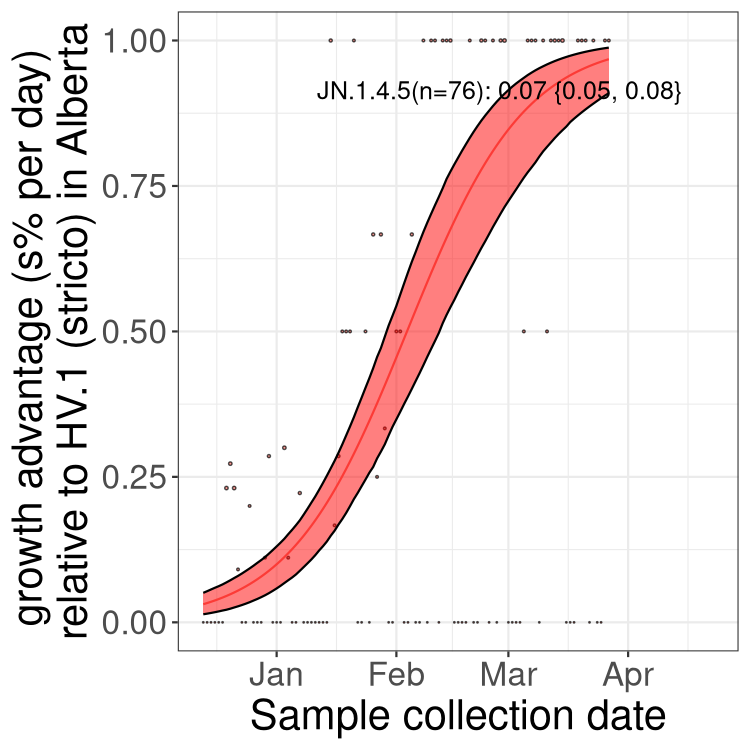 growth advantage (s% per day)
relative to HV.1 (stricto) in Alberta
1.00
0.75
0.50
0.25
0.00
JN.1.4.5(n=76): 0.07 {0.05, 0.08}
Jan Feb Mar Apr
Sample collection date